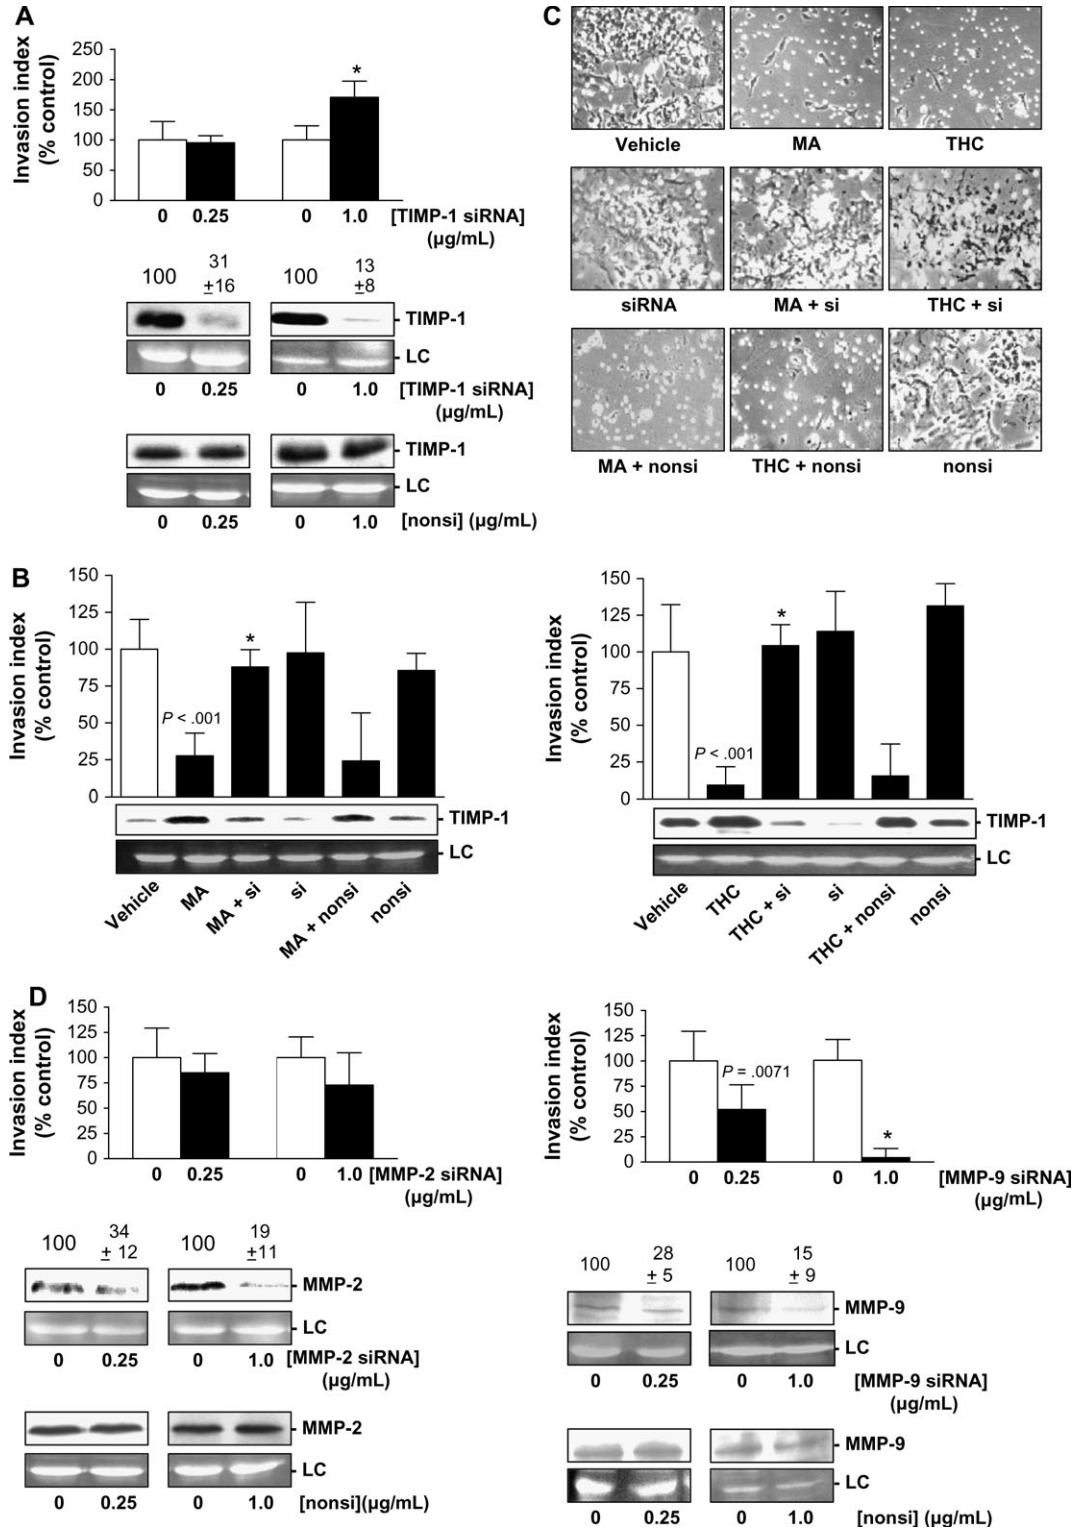 A
Invasion index
(% control)
250
200
150
100
50
0
*
0 0.25 0 1.0 [TIMP-1 siRNA]
(µg/mL)
100 31 ±16 100 13 ±8
TIMP-1
LC
0 0.25 0 1.0 [TIMP-1 siRNA]
(µg/mL)
TIMP-1
LC
0 0.25 0 1.0 [nonsi] (µg/mL)
C
Vehicle MA THC
siRNA MA + si THC + si
MA + nonsi THC + nonsi nonsi
B
Invasion index
(% control)
150
125
100
75
50
25
0
P < .001
*
TIMP-1
LC
Vehicle MA MA + si si MA + nonsi nonsi
Invasion index
(% control)
150
125
100
75
50
25
0
P < .001
*
TIMP-1
LC
Vehicle THC THC + si si THC + nonsi nonsi
D
Invasion index
(% control)
150
125
100
75
50
25
0
0 0.25 0 1.0 [MMP-2 siRNA]
(µg/mL)
100 34 ± 12 100 19 ±11
MMP-2
LC
0 0.25 0 1.0 [MMP-2 siRNA]
(µg/mL)
MMP-2
LC
0 0.25 0 1.0 [nonsi](µg/mL)
Invasion index
(% control)
150
125
100
75
50
25
0
P = .0071
*
0 0.25 0 1.0 [MMP-9 siRNA]
(µg/mL)
100 28 ± 5 100 15 ± 9
MMP-9
LC
0 0.25 0 1.0 [MMP-9 siRNA]
(µg/mL)
MMP-9
LC
0 0.25 0 1.0 [nonsi] (µg/mL)